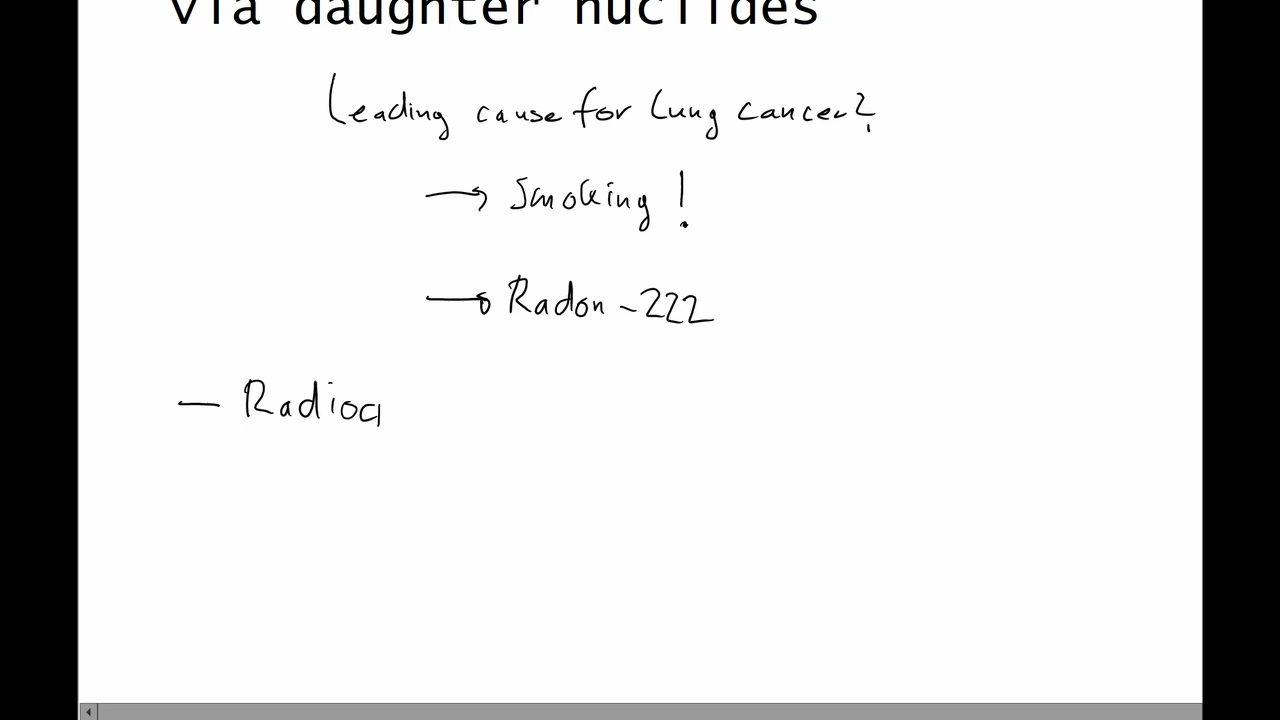 via daughter nuclides
Leading cause for Lung cancer?
→ Smoking !
→ Radon - 222
— Radioa